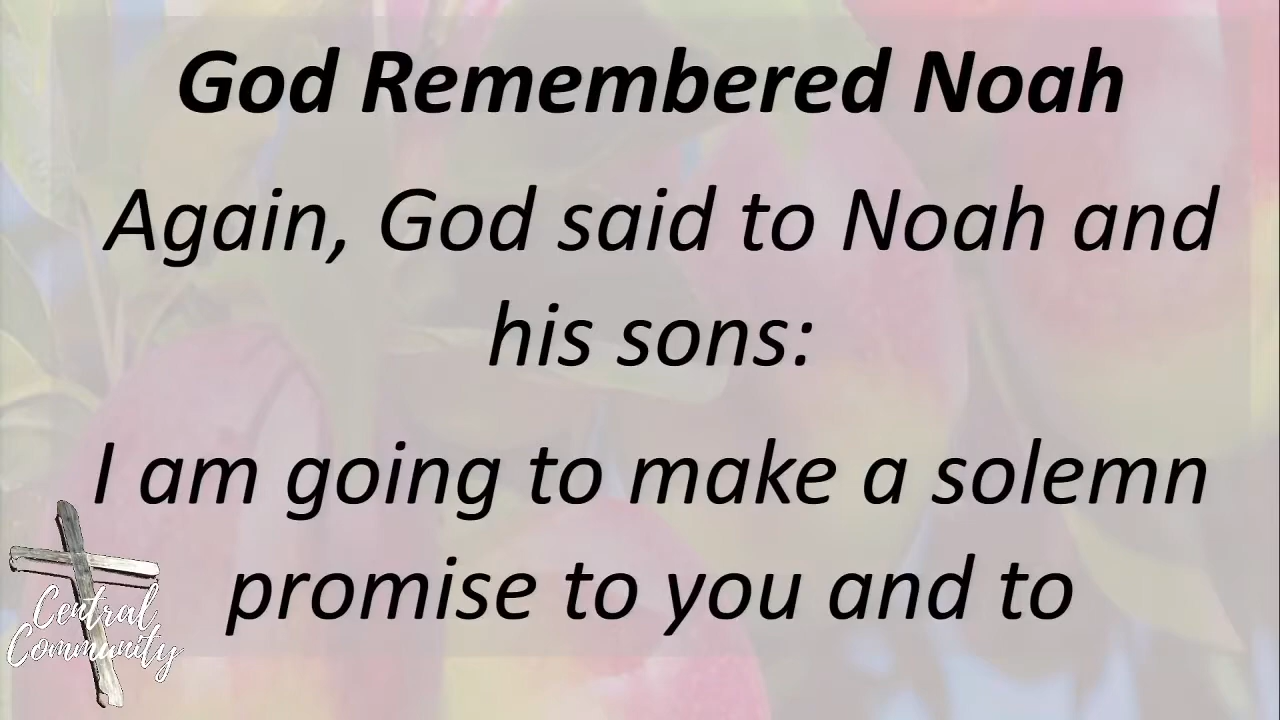 God Remembered Noah
Again, God said to Noah and
his sons:
I am going to make a solemn
promise to you and to
Central
Community